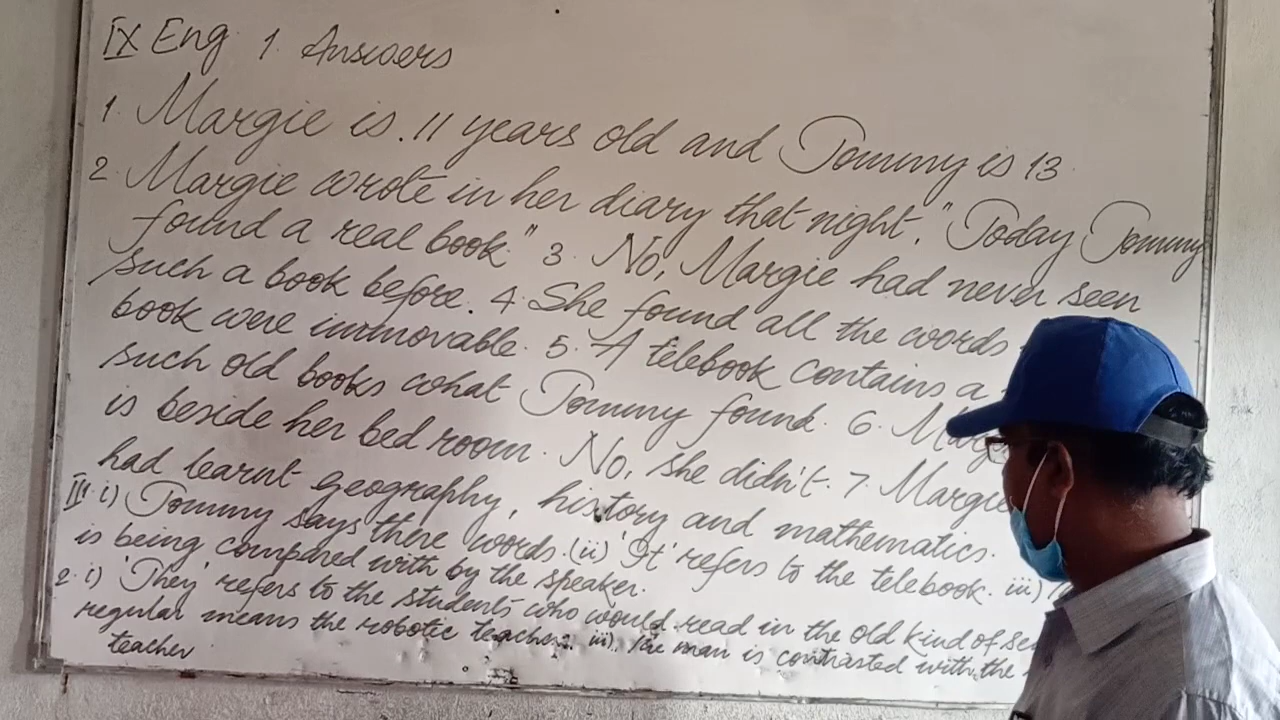 IX Eng. 1. Answers
1. Margie is 11 years old and Tommy is 13.
2. Margie wrote in her diary that night, "Today Tommy
found a real book." 3. No, Margie had never seen
such a book before. 4. She found all the words
book were immovable. 5. A telebook contains a
such old books what Tommy found. 6.
is beside her bed room. No, she didn't. 7. Margie
had learnt geography, history and mathematics.
II. i) Tommy says there words. (ii) 'It' refers to the telebook. iii)
is being compared with by the speaker.
2. i) 'They' refers to the students who would read in the old kind of
regular means the robotic teacher. iii). The man is contrasted with the
teacher